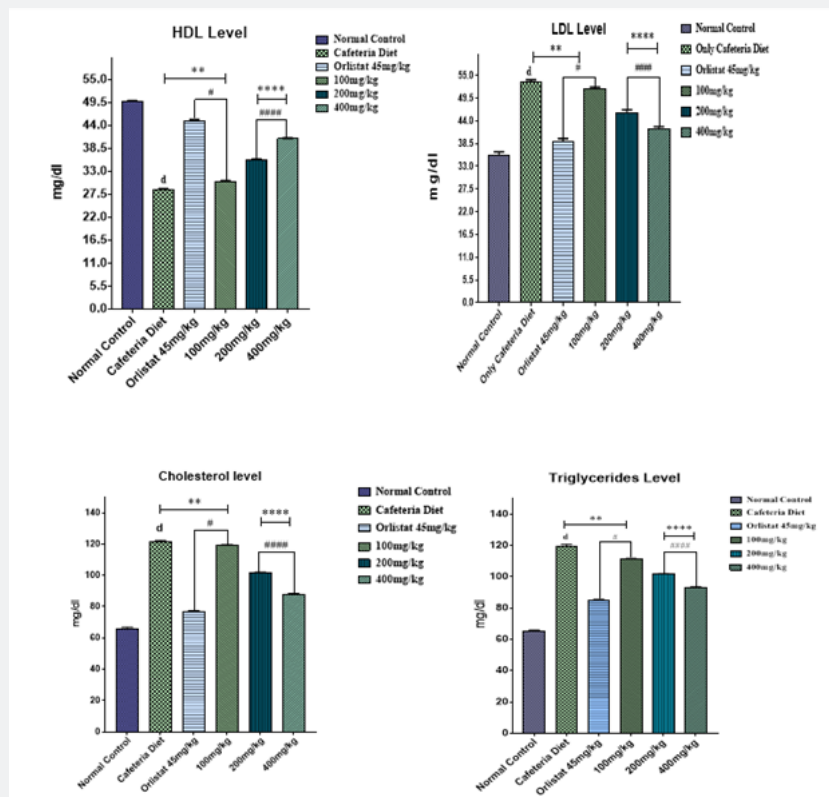 HDL Level
Normal Control
Cafeteria Diet
Orlistat 45mg/kg
100mg/kg
200mg/kg
400mg/kg
**
****
#
####
d
mg/dl
55.0
49.5
44.0
38.5
33.0
27.5
22.0
16.5
11.0
5.5
0.0
Normal Control
Cafeteria Diet
Orlistat 45mg/kg
100mg/kg
200mg/kg
400mg/kg
LDL Level
Normal Control
Only Cafeteria Diet
Orlistat 45mg/kg
100mg/kg
200mg/kg
400mg/kg
**
****
#
####
d
mg/dl
55.0
49.5
44.0
38.5
33.0
27.5
22.0
16.5
11.0
5.5
0.0
Normal Control
Only Cafeteria Diet
Orlistat 45mg/kg
100mg/kg
200mg/kg
400mg/kg
Cholesterol level
Normal Control
Cafeteria Diet
Orlistat 45mg/kg
100mg/kg
200mg/kg
400mg/kg
**
****
#
####
d
mg/dl
140
120
100
80
60
40
20
0
Normal Control
Cafeteria Diet
Orlistat 45mg/kg
100mg/kg
200mg/kg
400mg/kg
Triglycerides Level
Normal Control
Cafeteria Diet
Orlistat 45mg/kg
100mg/kg
200mg/kg
400mg/kg
**
****
#
####
d
mg/dl
140
120
100
80
60
40
20
0
Normal Control
Cafeteria Diet
Orlistat 45mg/kg
100mg/kg
200mg/kg
400mg/kg